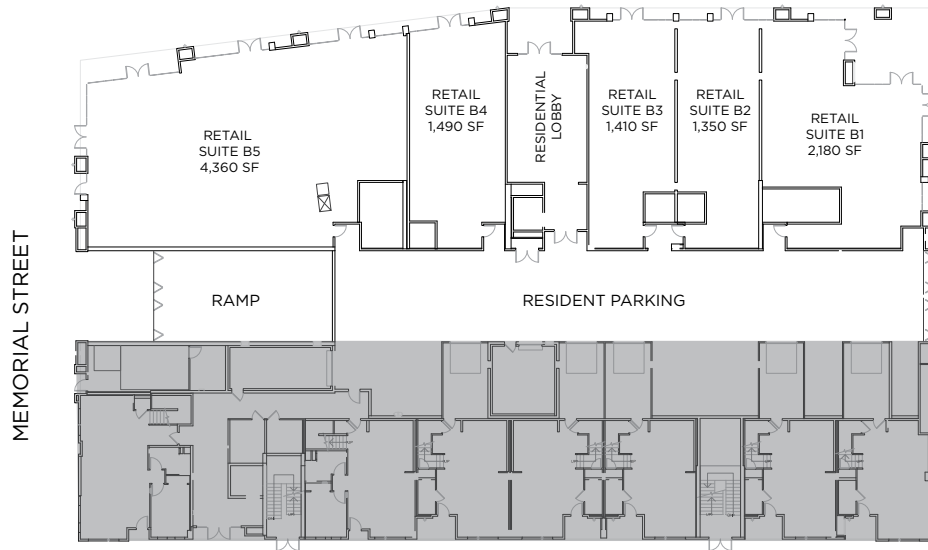 RETAIL
SUITE B5
4,360 SF
RETAIL
SUITE B4
1,490 SF
RESIDENTIAL
LOBBY
RETAIL
SUITE B3
1,410 SF
RETAIL
SUITE B2
1,350 SF
RETAIL
SUITE B1
2,180 SF
MEMORIAL STREET
RAMP
RESIDENT PARKING